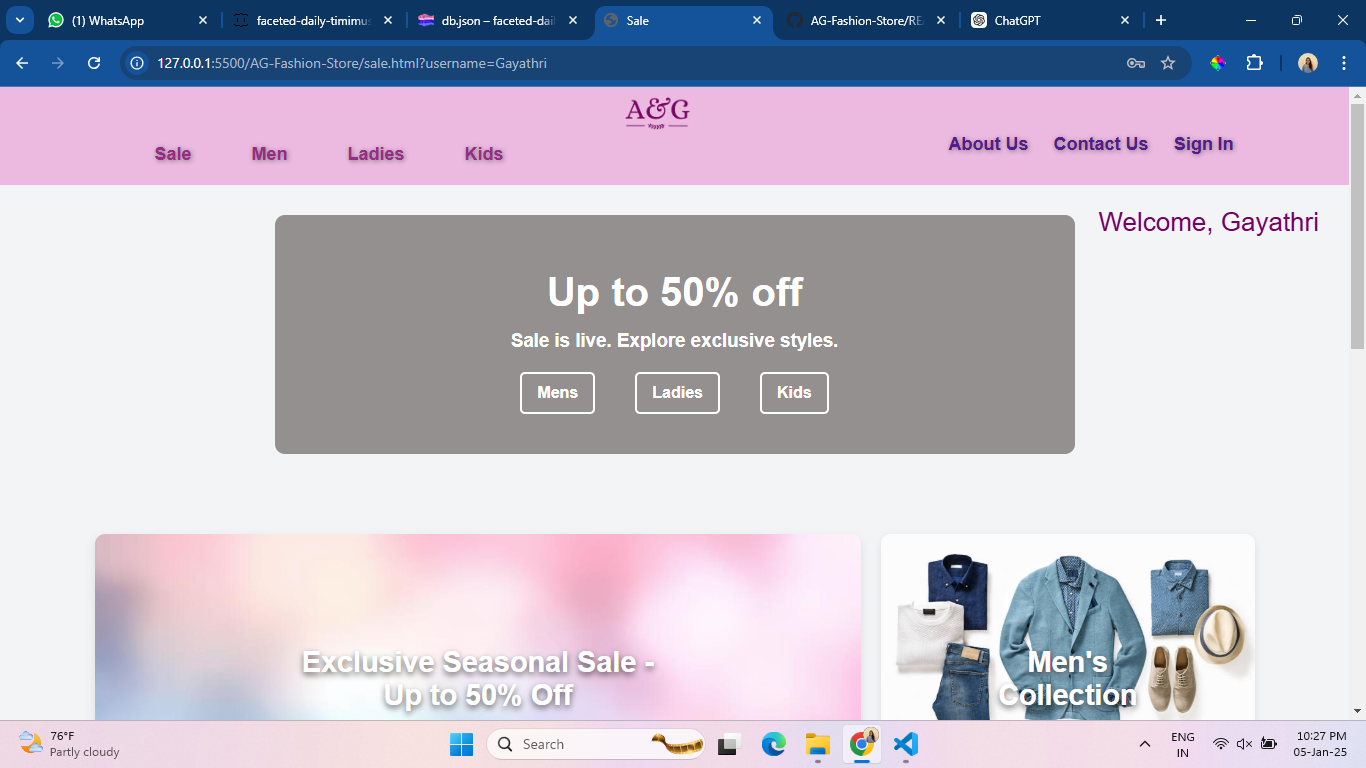 (1) WhatsApp
faceted-daily-timimus
db.json – faceted-dail
Sale
AG-Fashion-Store/RE
ChatGPT
127.0.0.1:5500/AG-Fashion-Store/sale.html?username=Gayathri
A&G
Sale Men Ladies Kids
About Us Contact Us Sign In
Welcome, Gayathri
Up to 50% off
Sale is live. Explore exclusive styles.
Mens Ladies Kids
Exclusive Seasonal Sale -
Up to 50% Off
Men's
Collection
76°F
Partly cloudy
Search
ENG
IN
10:27 PM
05-Jan-25